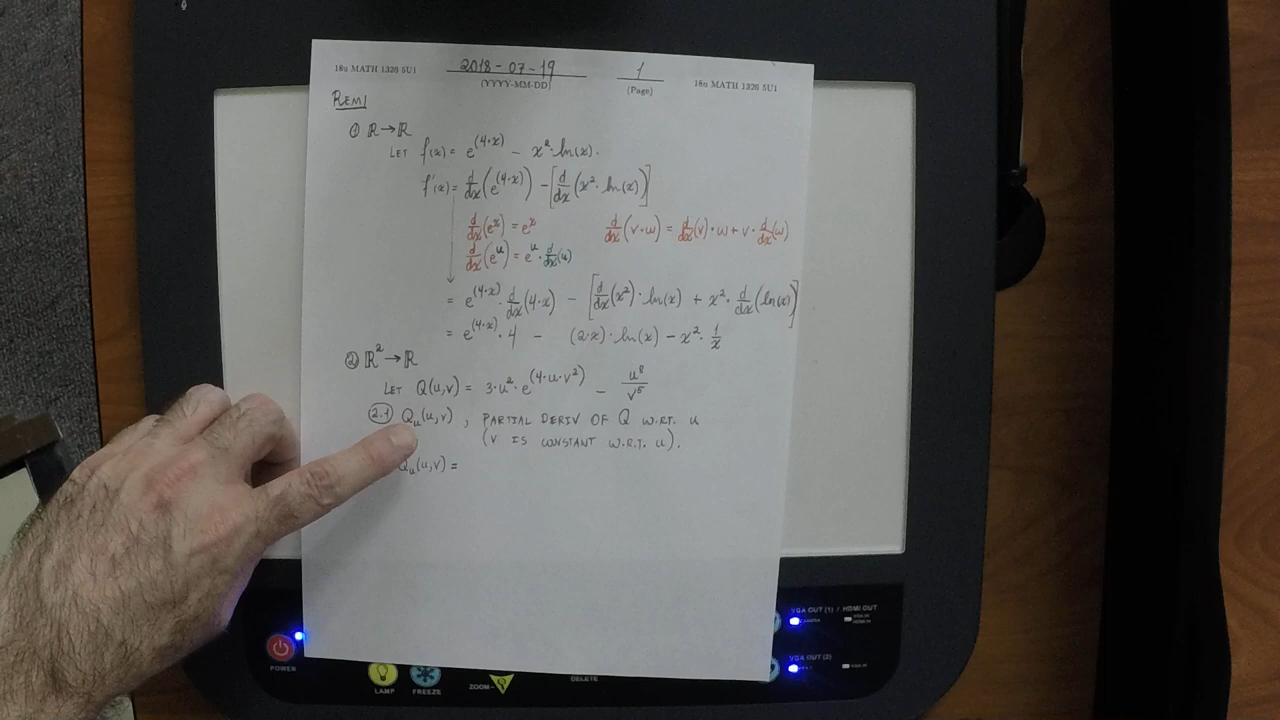 18u MATH 1326 5U1 2018-07-19 1 18u MATH 1326 5U1
(YYYY-MM-DD) (Page)
REM
① ℝ→ℝ
LET f(x) = e^(4·x) − x²·ln(x).
f'(x) = d/dx(e^(4·x)) − [d/dx(x²·ln(x))]
d/dx(e^x) = e^x d/dx(v·w) = d/dx(v)·w + v·d/dx(w)
d/dx(e^u) = e^u·d/dx(u)
= e^(4·x)·d/dx(4·x) − [d/dx(x²)·ln(x) + x²·d/dx(ln(x))]
= e^(4·x)·4 − (2·x)·ln(x) − x²·1/x
② ℝ²→ℝ
LET Q(u,v) = 3·u²·e^(4·u·v²) − u⁸/v⁵
2.1 Q_u(u,v), PARTIAL DERIV OF Q W.R.T. u
(v IS CONSTANT W.R.T. u).
Q_u(u,v) =
VGA OUT (1) / HDMI OUT
VGA OUT (2)
POWER
LAMP
FREEZE
ZOOM
DELETE